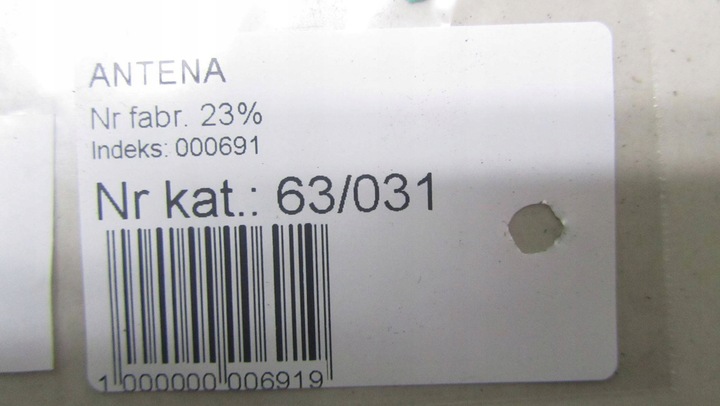 ANTENA
Nr fabr. 23%
Indeks: 000691
Nr kat.: 63/031
1 000000 006919